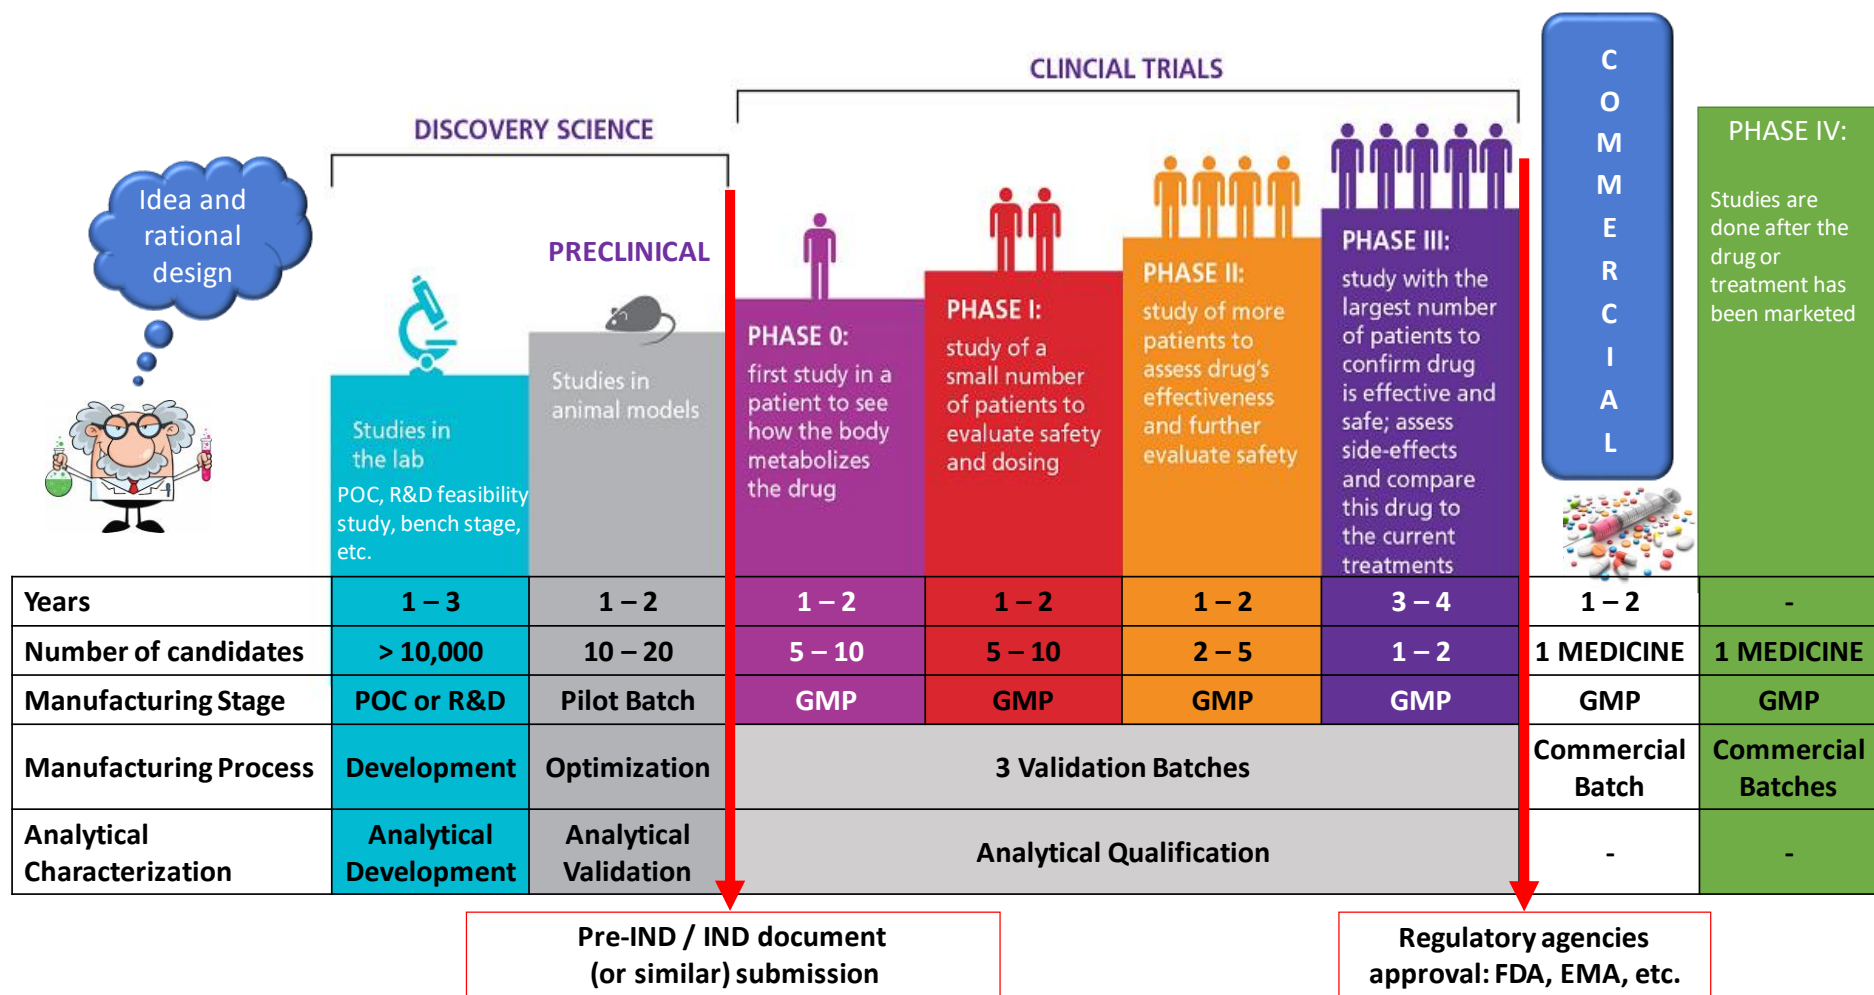 CLINCIAL TRIALS
DISCOVERY SCIENCE
Idea and
rational
design
PRECLINICAL
Studies in
the lab
POC, R&D feasibility
study, bench stage,
etc.
Studies in
animal models
PHASE 0:
first study in a
patient to see
how the body
metabolizes
the drug
PHASE I:
study of a
small number
of patients to
evaluate safety
and dosing
PHASE II:
study of more
patients to
assess drug's
effectiveness
and further
evaluate safety
PHASE III:
study with the
largest number
of patients to
confirm drug
is effective and
safe; assess
side-effects
and compare
this drug to
the current
treatments
C
O
M
M
E
R
C
I
A
L
PHASE IV:
Studies are
done after the
drug or
treatment has
been marketed
Years 1 – 3 1 – 2 1 – 2 1 – 2 1 – 2 3 – 4 1 – 2 -
Number of candidates > 10,000 10 – 20 5 – 10 5 – 10 2 – 5 1 – 2 1 MEDICINE 1 MEDICINE
Manufacturing Stage POC or R&D Pilot Batch GMP GMP GMP GMP GMP GMP
Manufacturing Process Development Optimization 3 Validation Batches
Commercial
Batch
Commercial
Batches
Analytical
Characterization
Analytical
Development
Analytical
Validation
Analytical Qualification - -
Pre-IND / IND document
(or similar) submission
Regulatory agencies
approval: FDA, EMA, etc.